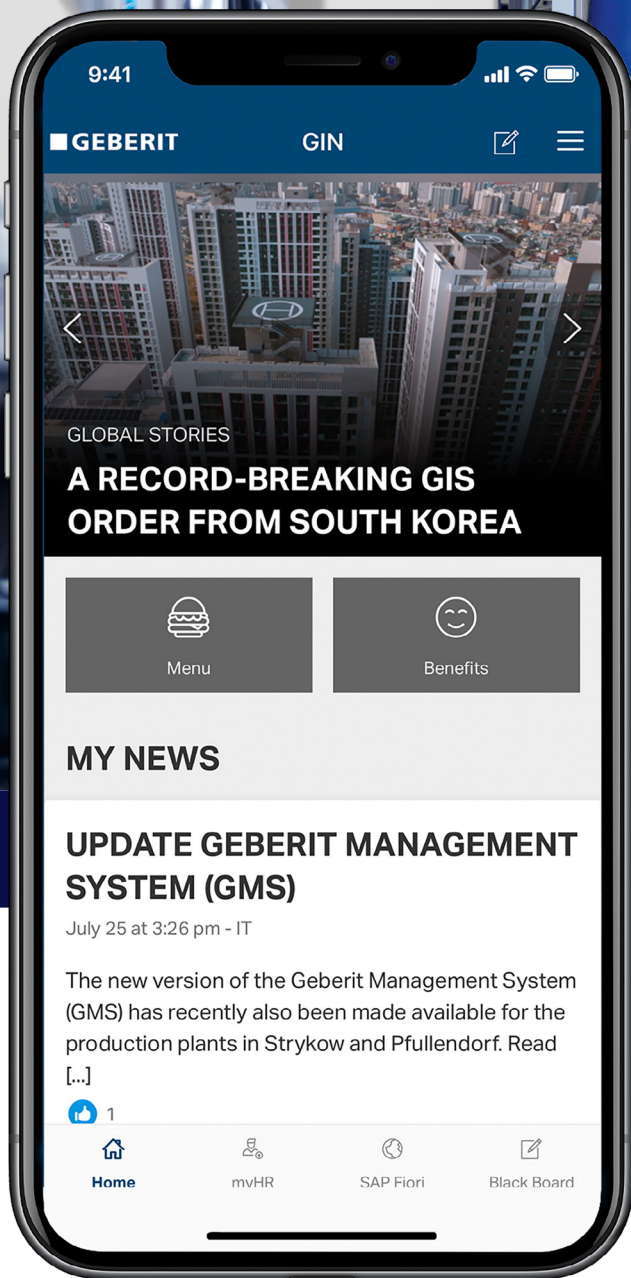 9:41
GEBERIT GIN
GLOBAL STORIES
A RECORD-BREAKING GIS
ORDER FROM SOUTH KOREA
Menu Benefits
MY NEWS
UPDATE GEBERIT MANAGEMENT
SYSTEM (GMS)
July 25 at 3:26 pm - IT
The new version of the Geberit Management System
(GMS) has recently also been made available for the
production plants in Strykow and Pfullendorf. Read
[...]
1
Home myHR SAP Fiori Black Board